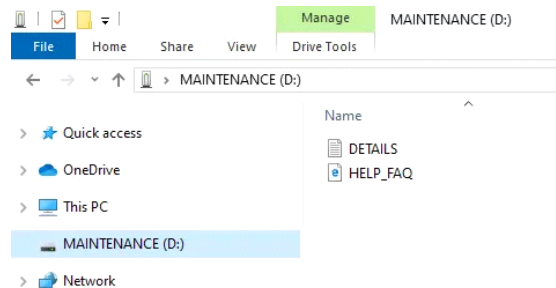 Manage
MAINTENANCE (D:)
File
Home
Share
View
Drive Tools
MAINTENANCE (D:)
Name
Quick access
DETAILS
OneDrive
HELP_FAQ
This PC
MAINTENANCE (D:)
Network